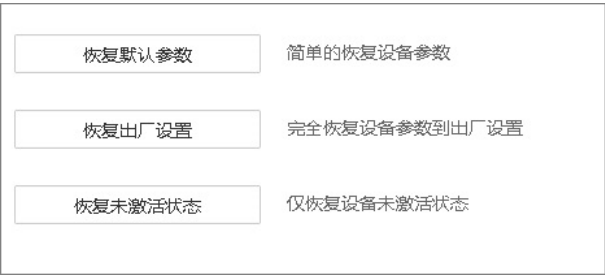 恢复默认参数 简单的恢复设备参数
恢复出厂设置 完全恢复设备参数到出厂设置
恢复未激活状态 仅恢复设备未激活状态